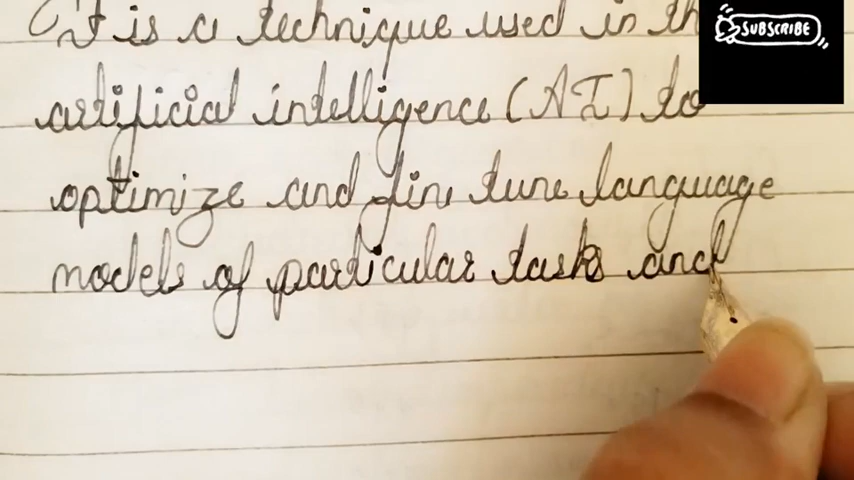 It is a technique used in th
SUBSCRIBE
artificial intelligence (AI) to
optimize and fine tune language
models of particular tasks and